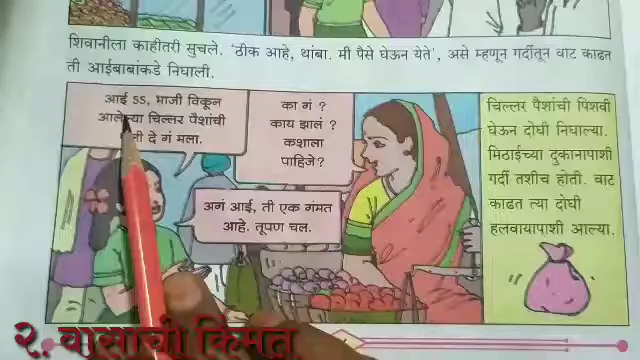 शिवानीला काहीतरी सुचले. 'ठीक आहे, थांबा. मी पैसे घेऊन येते', असे म्हणून गर्दीतून वाट काढत
ती आईबाबांकडे निघाली.
आई ऽऽ, भाजी विकून
आलेल्या चिल्लर पैशांची
दे गं मला.
का गं ?
काय झालं ?
कशाला
पाहिजे?
अगं आई, ती एक गंमत
आहे. तूपण चल.
चिल्लर पैशांची पिशवी
घेऊन दोघी निघाल्या.
मिठाईच्या दुकानापाशी
गर्दी तशीच होती. वाट
काढत त्या दोघी
हलवायापाशी आल्या.
२. वासाची किंमत